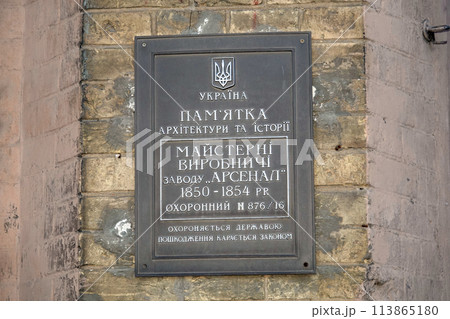 УКРАЇНА
ПАМ'ЯТКА
АРХІТЕКТУРИ ТА ІСТОРІЇ
МАЙСТЕРНІ
ВИРОБНИЧІ
ЗАВОДУ „АРСЕНАЛ"
1850-1854 РР.
ОХОРОННИЙ N 876/16
ОХОРОНЯЄТЬСЯ ДЕРЖАВОЮ
ПОШКОДЖЕННЯ КАРАЄТЬСЯ ЗАКОНОМ
113865180